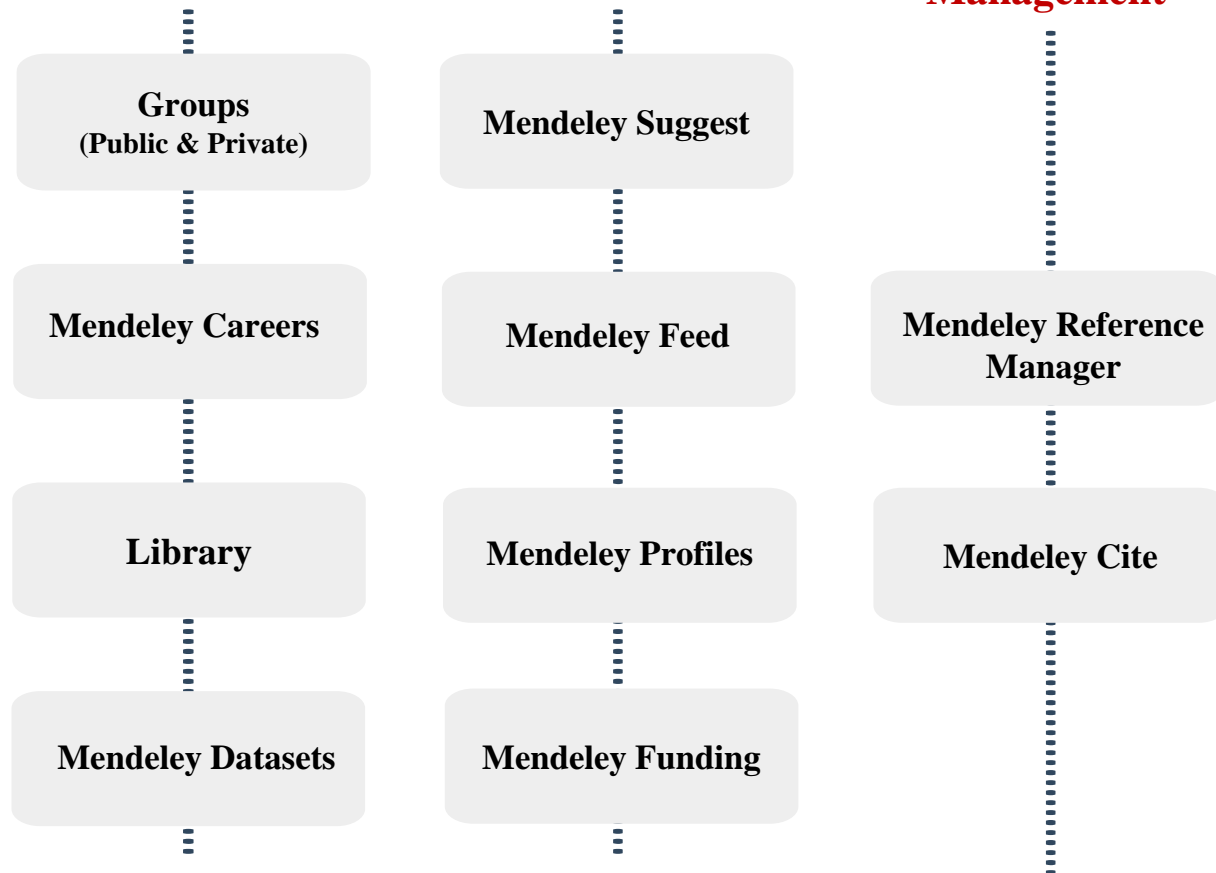 Management
Groups
(Public & Private)
Mendeley Suggest
Mendeley Careers
Mendeley Feed
Mendeley Reference
Manager
Library
Mendeley Profiles
Mendeley Cite
Mendeley Datasets
Mendeley Funding